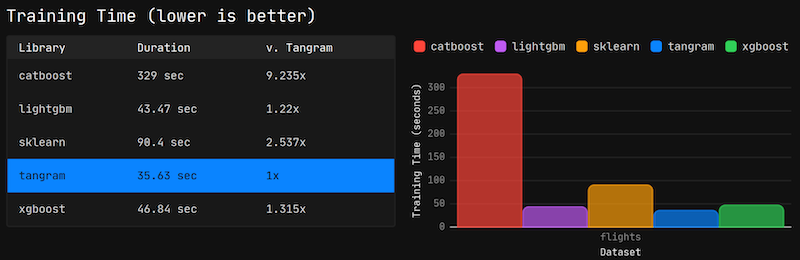 Training Time (lower is better)
Library Duration v. Tangram
catboost 329 sec 9.235x
lightgbm 43.47 sec 1.22x
sklearn 90.4 sec 2.537x
tangram 35.63 sec 1x
xgboost 46.84 sec 1.315x
catboost lightgbm sklearn tangram xgboost
Training Time (seconds)
300
250
200
150
100
50
0
flights
Dataset